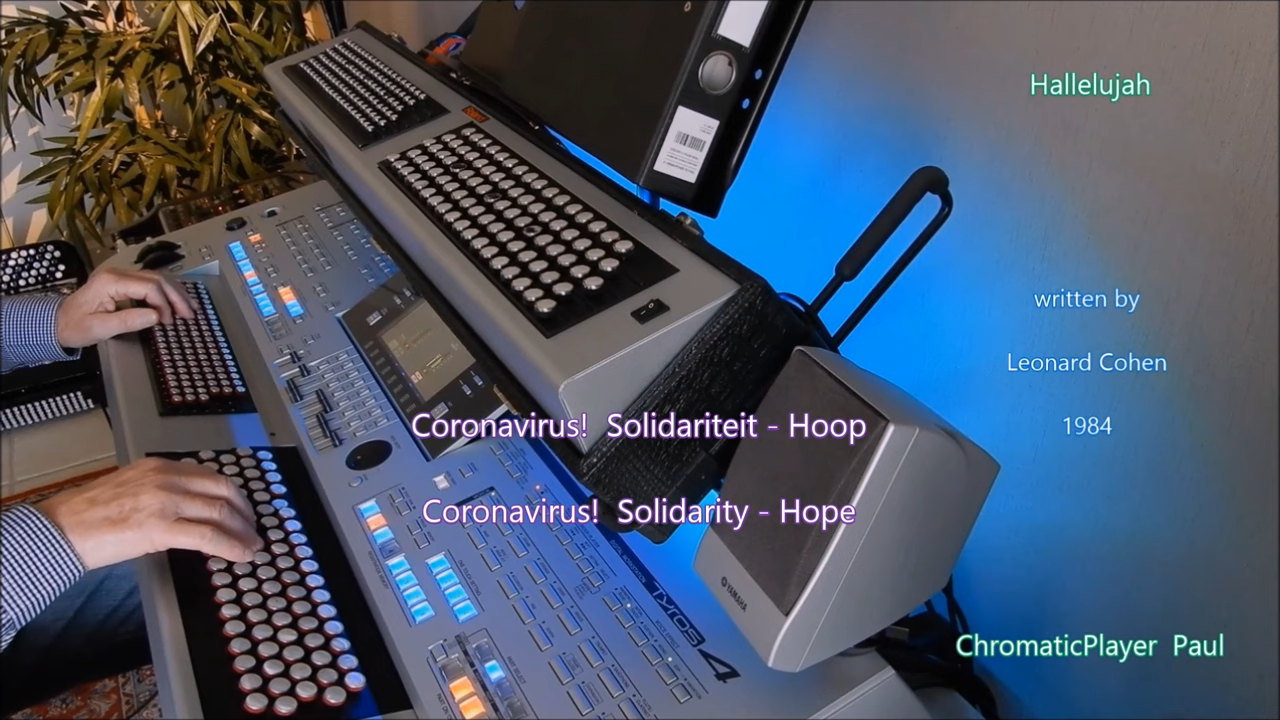 Hallelujah
written by
Leonard Cohen
1984
Coronavirus! Solidariteit - Hoop
Coronavirus! Solidarity - Hope
ChromaticPlayer Paul
YAMAHA
TYROS 4